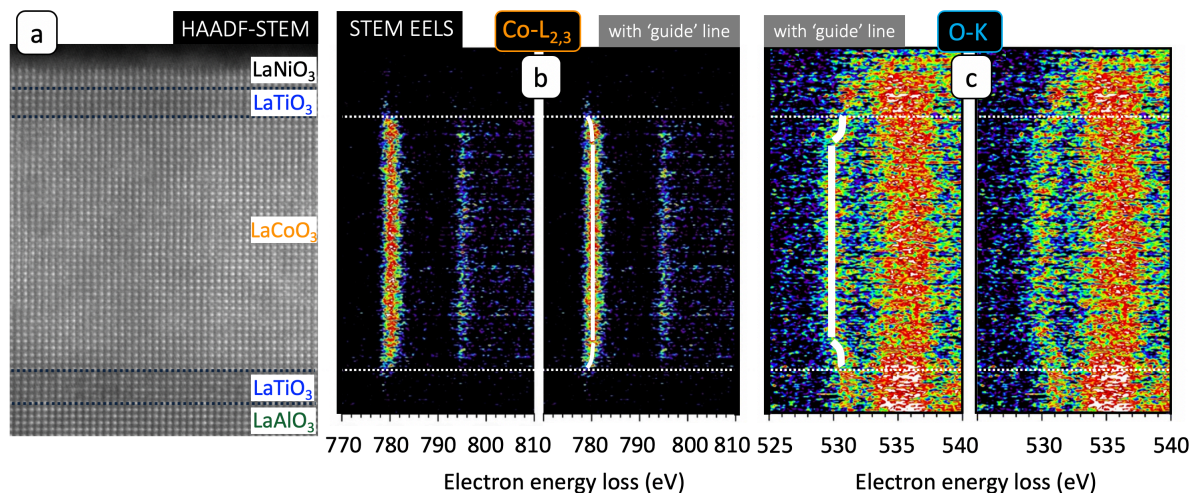 a
HAADF-STEM
LaNiO₃
LaTiO₃
LaCoO₃
LaTiO₃
LaAlO₃
STEM EELS
Co-L₂,₃
with ‘guide’ line
b
770 780 790 800 810
780 790 800 810
Electron energy loss (eV)
with ‘guide’ line
O-K
c
525 530 535 540
530 535 540
Electron energy loss (eV)